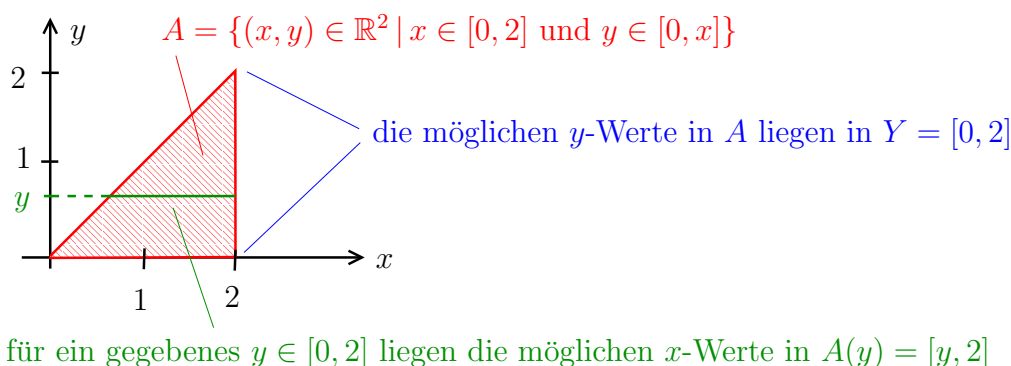 y
A = {(x, y) ∈ ℝ² | x ∈ [0, 2] und y ∈ [0, x]}
2
die möglichen y-Werte in A liegen in Y = [0, 2]
1
y
x
1
2
für ein gegebenes y ∈ [0, 2] liegen die möglichen x-Werte in A(y) = [y, 2]